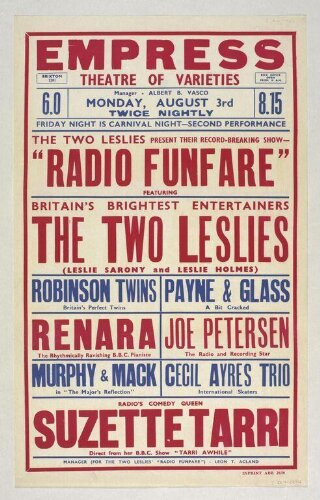 EMPRESS
BRIXTON
THEATRE OF VARIETIES
6.0
Manager - ALBERT B. VASCO
MONDAY, AUGUST 3rd
TWICE NIGHTLY
8.15
FRIDAY NIGHT IS CARNIVAL NIGHT—SECOND PERFORMANCE
THE TWO LESLIES PRESENT THEIR RECORD-BREAKING SHOW—
"RADIO FUNFARE"
FEATURING
BRITAIN'S BRIGHTEST ENTERTAINERS
THE TWO LESLIES
(LESLIE SARONY and LESLIE HOLMES)
ROBINSON TWINS
Britain's Perfect Twins
PAYNE & GLASS
A Bit Cracked
RENARA
The Rhythmically Ravishing B.B.C. Pianiste
JOE PETERSEN
The Radio and Recording Star
MURPHY & MACK
in "The Major's Reflection"
CECIL AYRES TRIO
International Skaters
RADIO'S COMEDY QUEEN
SUZETTE TARRI
Direct from her B.B.C. Show "TARRI AWHILE"
MANAGER (FOR THE TWO LESLIES' "RADIO FUNFARE") - LEON T. ACLAND